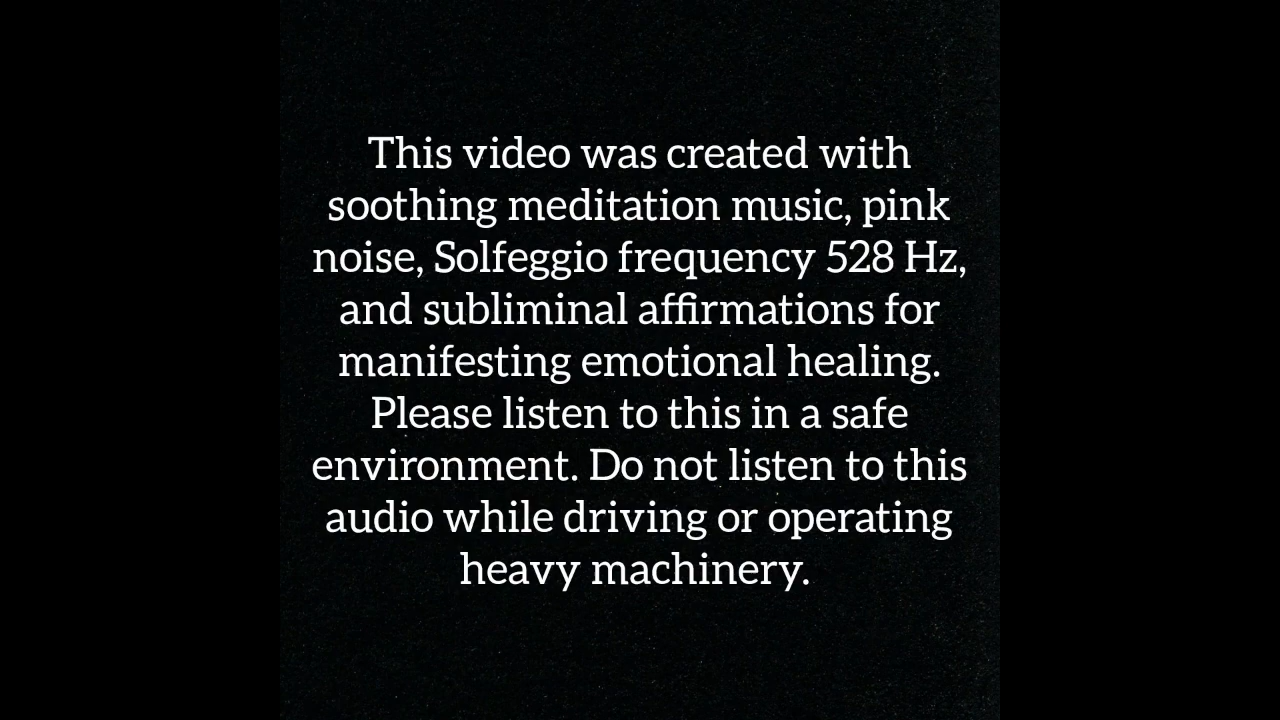 This video was created with
soothing meditation music, pink
noise, Solfeggio frequency 528 Hz,
and subliminal affirmations for
manifesting emotional healing.
Please listen to this in a safe
environment. Do not listen to this
audio while driving or operating
heavy machinery.